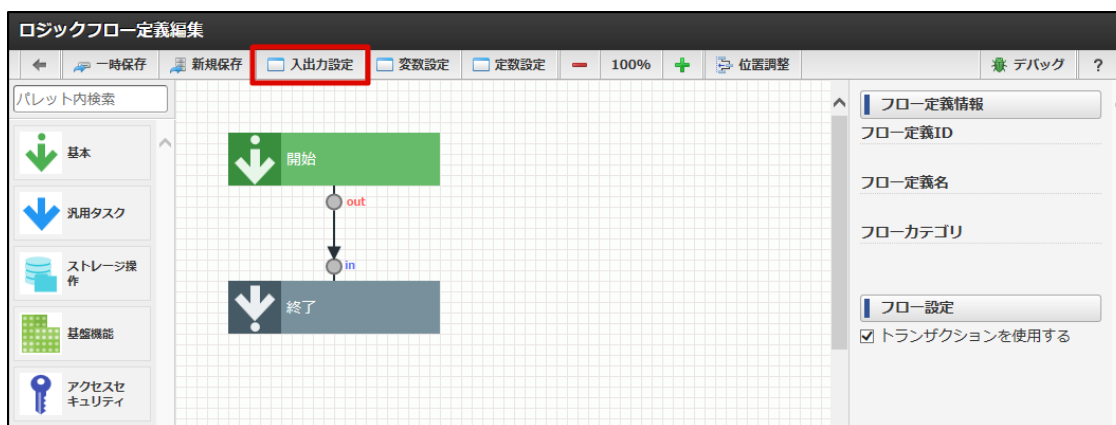 ロジックフロー定義編集
一時保存 新規保存 入出力設定 変数設定 定数設定 100% 位置調整 デバッグ ?
パレット内検索
基本
汎用タスク
ストレージ操
作
基盤機能
アクセスセ
キュリティ
開始
out
in
終了
フロー定義情報
フロー定義ID
フロー定義名
フローカテゴリ
フロー設定
トランザクションを使用する